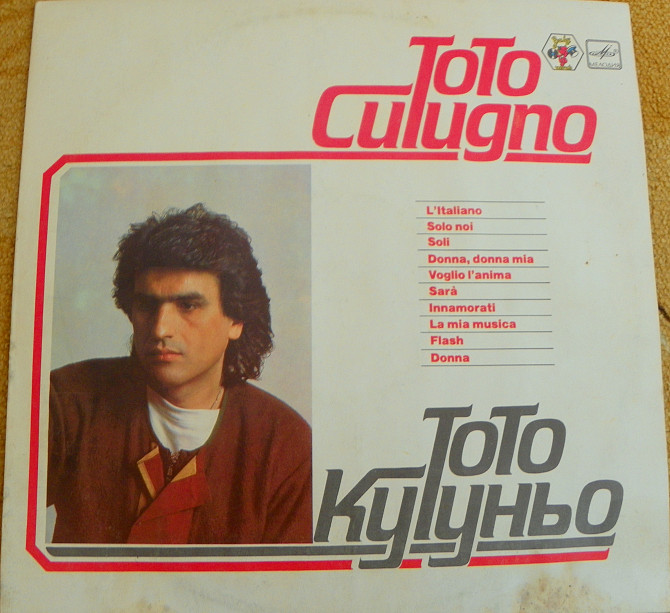 Toto
Cutugno
МЕЛОДИЯ
L'Italiano
Solo noi
Soli
Donna, donna mia
Voglio l'anima
Sarà
Innamorati
La mia musica
Flash
Donna
Тото
Кутуньо